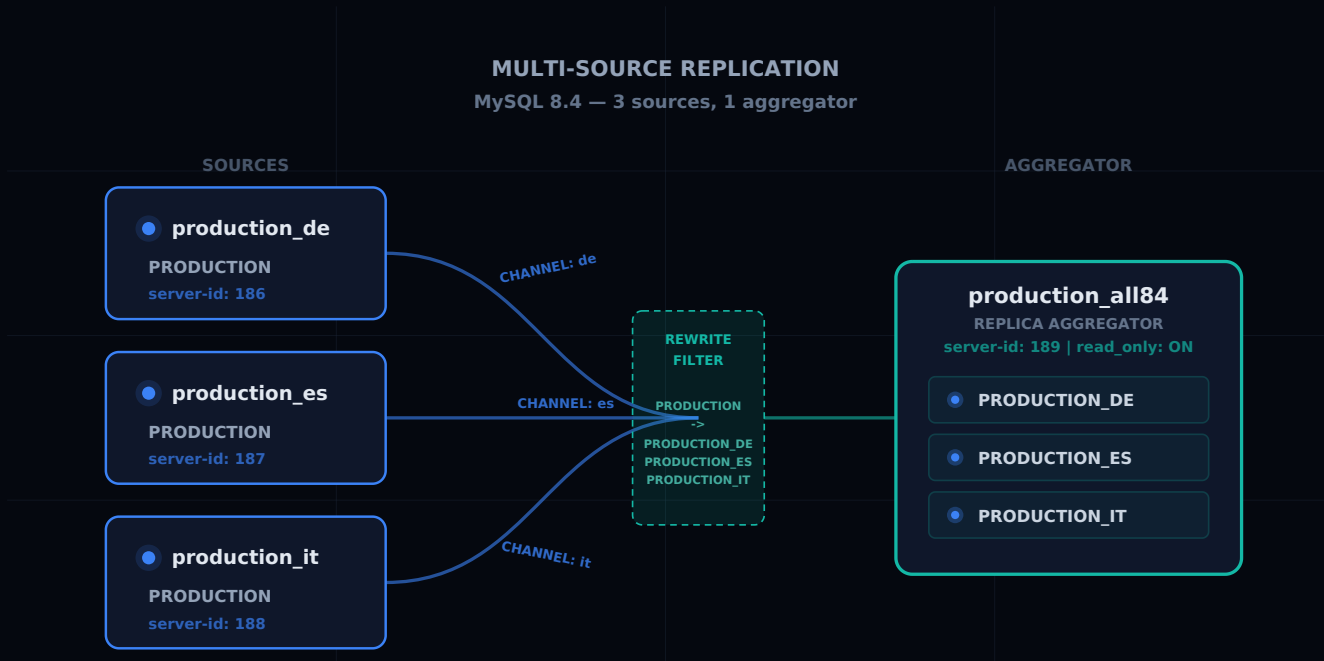 MULTI-SOURCE REPLICATION
MySQL 8.4 — 3 sources, 1 aggregator
SOURCES
production_de
PRODUCTION
server-id: 186
production_es
PRODUCTION
server-id: 187
production_it
PRODUCTION
server-id: 188
CHANNEL: de
CHANNEL: es
CHANNEL: it
REWRITE
FILTER
PRODUCTION
->
PRODUCTION_DE
PRODUCTION_ES
PRODUCTION_IT
AGGREGATOR
production_all84
REPLICA AGGREGATOR
server-id: 189 | read_only: ON
PRODUCTION_DE
PRODUCTION_ES
PRODUCTION_IT